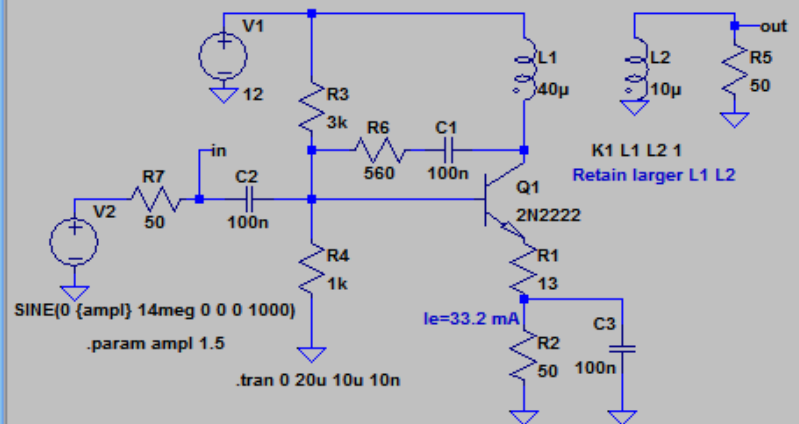 V1
12
R3
3k
L1
40µ
L2
10µ
out
R5
50
R6
560
C1
100n
K1 L1 L2 1
Retain larger L1 L2
in
R7
50
C2
100n
V2
Q1
2N2222
R4
1k
R1
13
SINE(0 {ampl} 14meg 0 0 0 1000)
.param ampl 1.5
Ie=33.2 mA
R2
50
C3
100n
.tran 0 20u 10u 10n